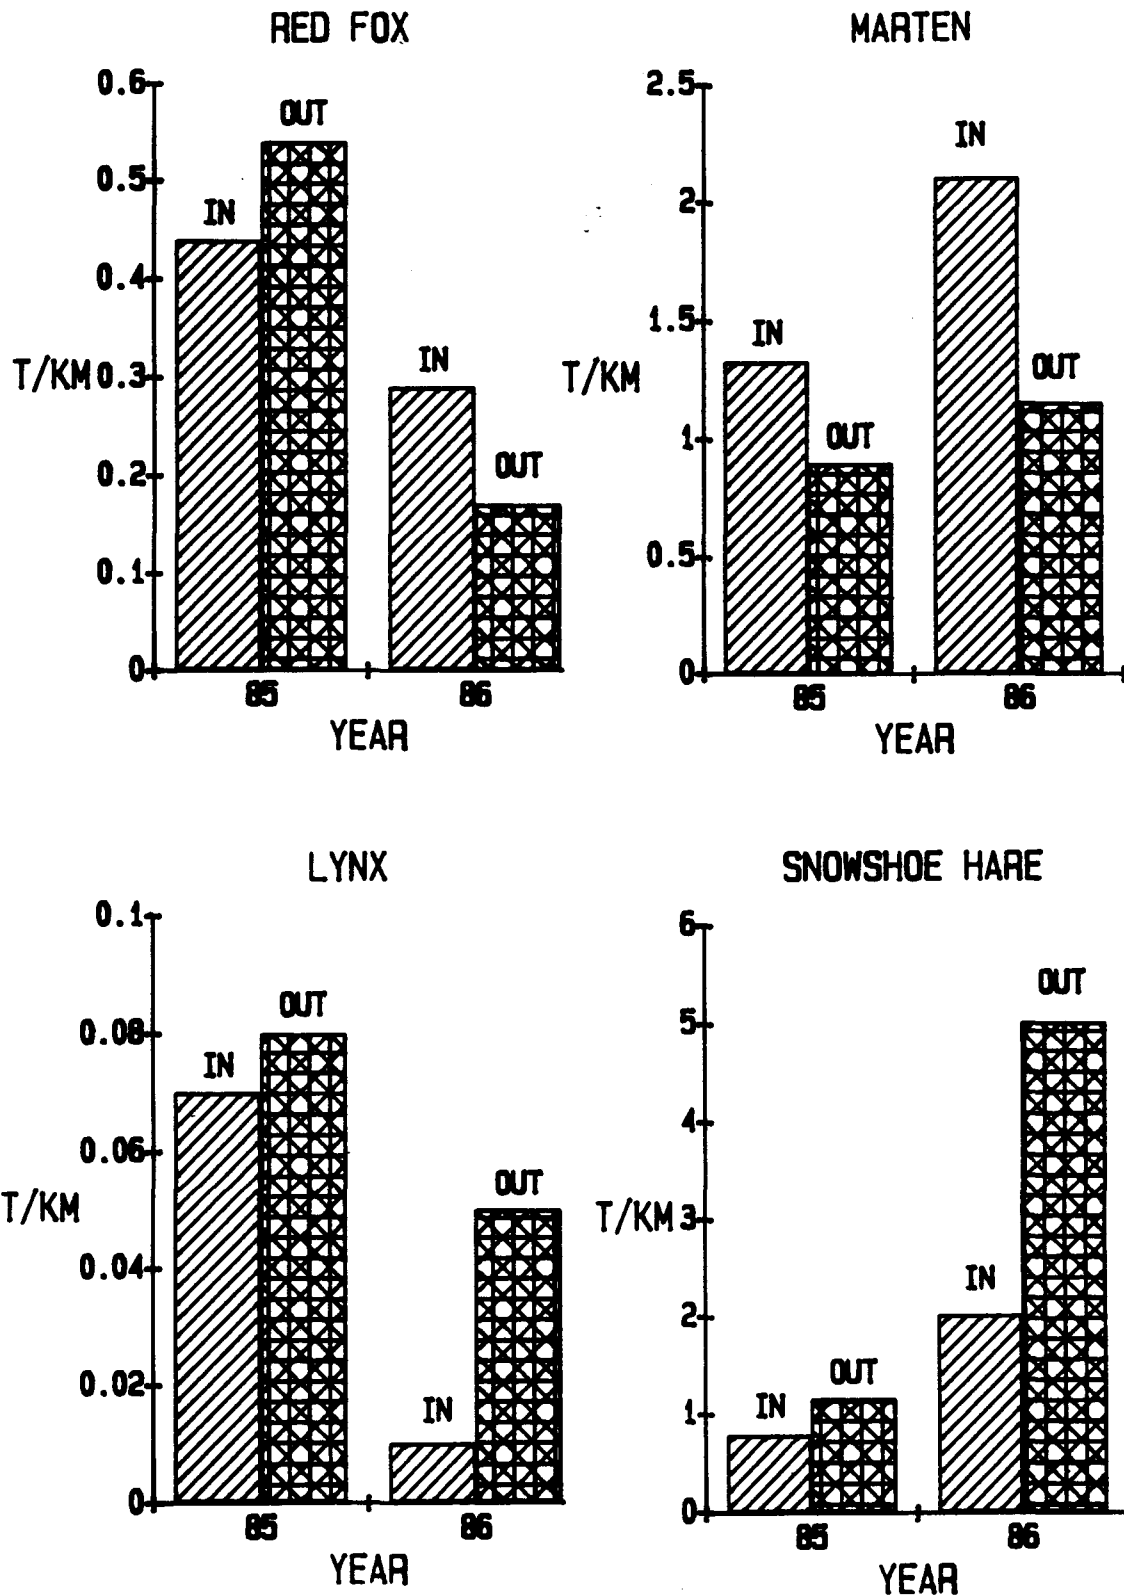 RED FOX
0.6
0.5
0.4
T/KM 0.3
0.2
0.1
0
IN
OUT
IN
OUT
85
86
YEAR
MARTEN
2.5
2
1.5
T/KM
1
0.5
0
IN
OUT
IN
OUT
85
86
YEAR
LYNX
0.1
0.08
0.06
T/KM
0.04
0.02
0
IN
OUT
IN
OUT
85
86
YEAR
SNOWSHOE HARE
6
5
4
T/KM 3
2
1
0
IN
OUT
IN
OUT
85
86
YEAR